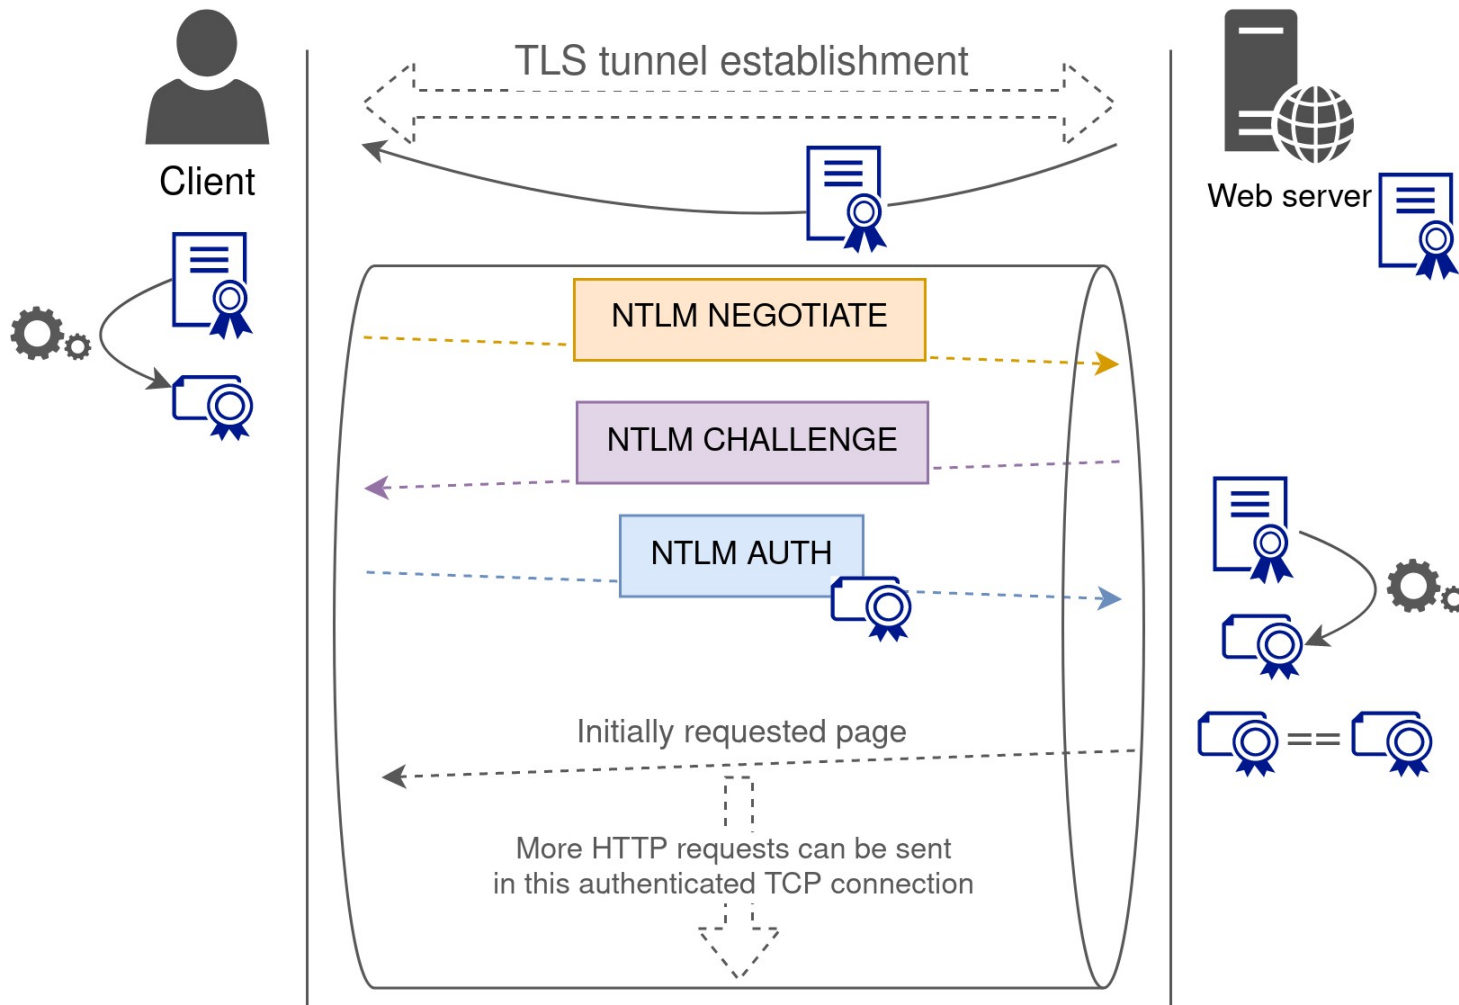 TLS tunnel establishment
Client
Web server
NTLM NEGOTIATE
NTLM CHALLENGE
NTLM AUTH
Initially requested page
==
More HTTP requests can be sent
in this authenticated TCP connection